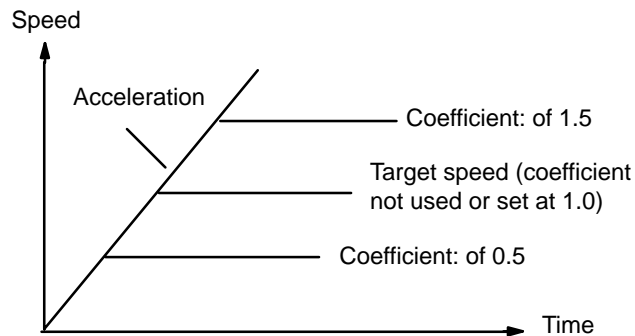 Speed
Acceleration
Coefficient: of 1.5
Target speed (coefficient
not used or set at 1.0)
Coefficient: of 0.5
Time